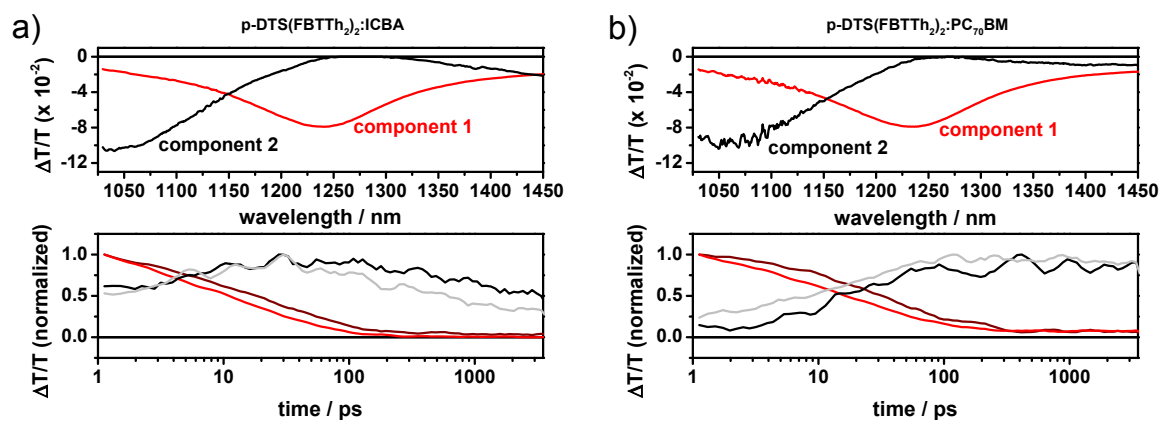 a)
p-DTS(FBTTh₂)₂:ICBA
ΔT/T (x 10⁻²)
0
-4
-8
-12
component 1
component 2
1050 1100 1150 1200 1250 1300 1350 1400 1450
wavelength / nm
ΔT/T (normalized)
1.0
0.5
0.0
1 10 100 1000
time / ps
b)
p-DTS(FBTTh₂)₂:PC₇₀BM
ΔT/T (x 10⁻²)
0
-4
-8
-12
component 1
component 2
1050 1100 1150 1200 1250 1300 1350 1400 1450
wavelength / nm
ΔT/T (normalized)
1.0
0.5
0.0
1 10 100 1000
time / ps